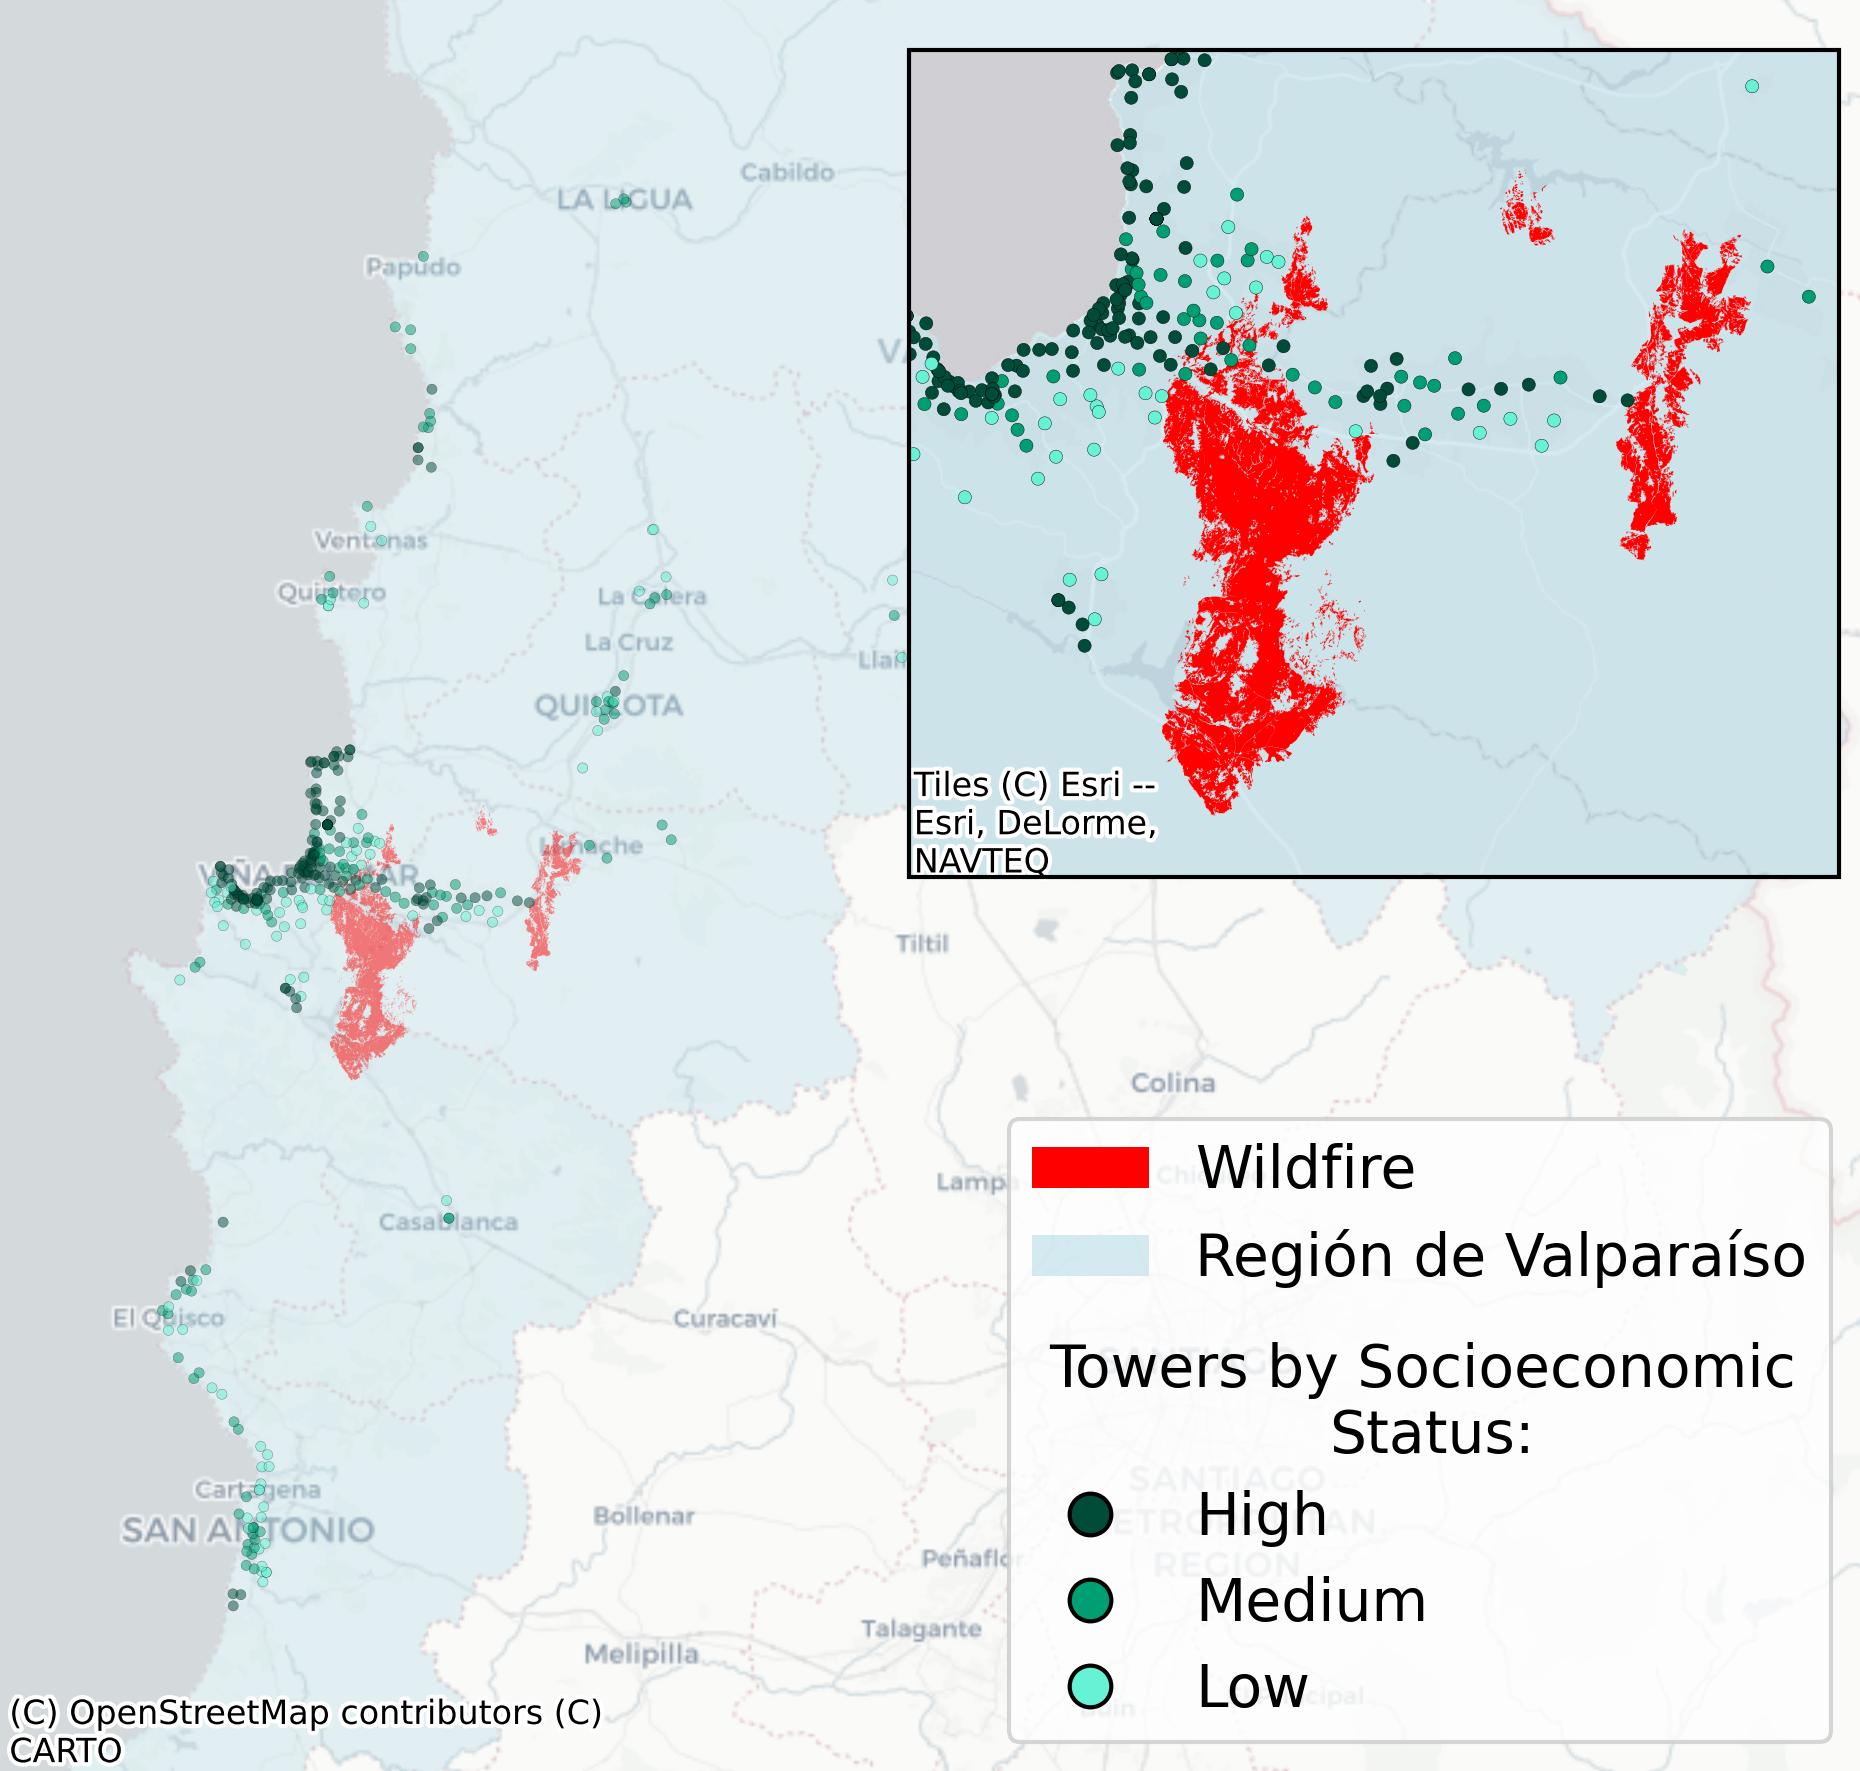 Cabildo
LA LIGUA
Papudo
Ventanas
Quintero
La Calera
La Cruz
QUILLOTA
Limache
VIÑA DEL MAR
Tiltil
Colina
Lampa
Casablanca
El Quisco
Curacaví
Cartagena
SAN ANTONIO
Bollenar
Peñaflor
Talagante
Melipilla
Tiles (C) Esri --
Esri, DeLorme,
NAVTEQ
Wildfire
Región de Valparaíso
Towers by Socioeconomic
Status:
SANTIAGO
METROPOLITAN
REGION
High
Medium
Low
(C) OpenStreetMap contributors (C)
CARTO